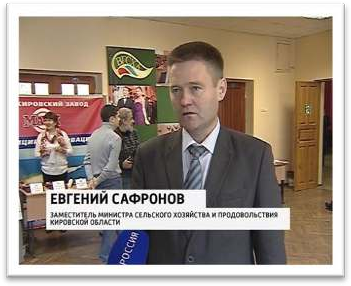 КИРОВСКИЙ ЗАВОД
ЕВГЕНИЙ САФРОНОВ
ЗАМЕСТИТЕЛЬ МИНИСТРА СЕЛЬСКОГО ХОЗЯЙСТВА И ПРОДОВОЛЬСТВИЯ
КИРОВСКОЙ ОБЛАСТИ
РОССИЯ